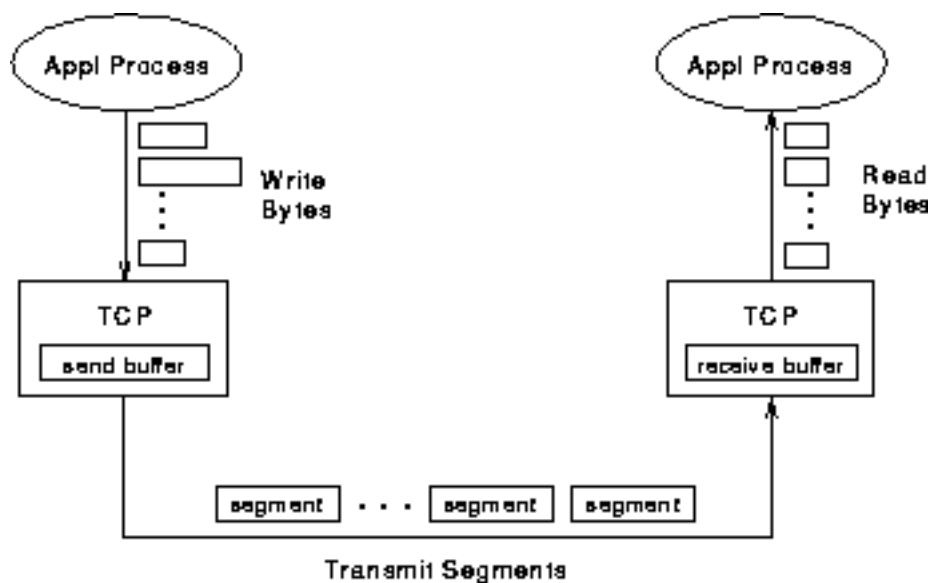 Appl Process
Appl Process
Write
Bytes
Read
Bytes
TCP
send buffer
TCP
receive buffer
segment . . . segment segment
Transmit Segments